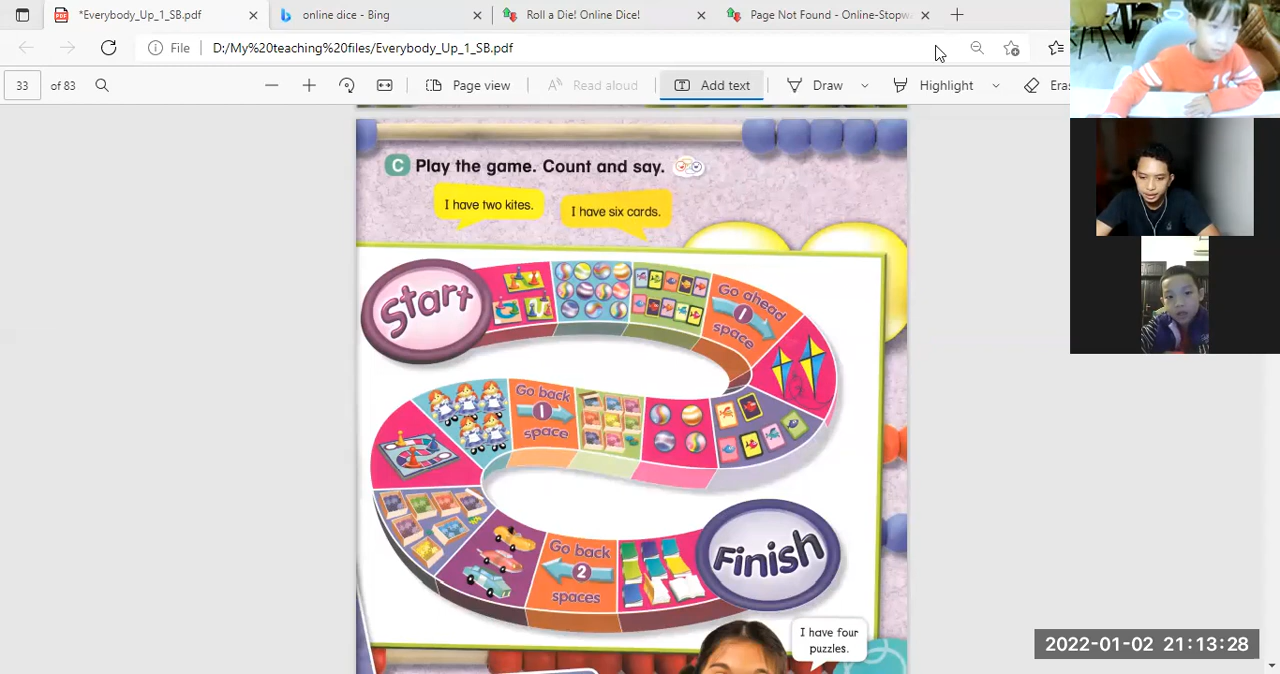 *Everybody_Up_1_SB.pdf
online dice - Bing
Roll a Die! Online Dice!
Page Not Found - Online-Stopw
File
D:/My%20teaching%20files/Everybody_Up_1_SB.pdf
33 of 83
Page view
Read aloud
Add text
Draw
Highlight
Era
C Play the game. Count and say.
I have two kites.
I have six cards.
Start
Go ahead
1
space
Go back
1
space
Go back
2
spaces
Finish
I have four
puzzles.
2022-01-02 21:13:28